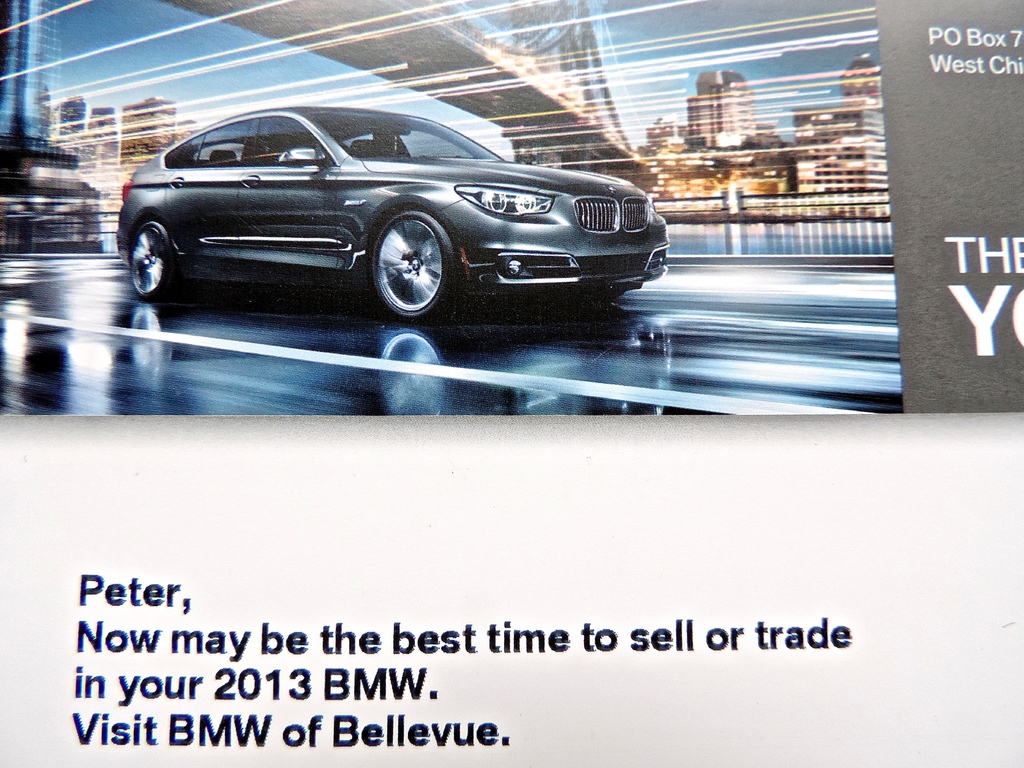 PO Box 7
West Chi
THE
YO
Peter,
Now may be the best time to sell or trade
in your 2013 BMW.
Visit BMW of Bellevue.